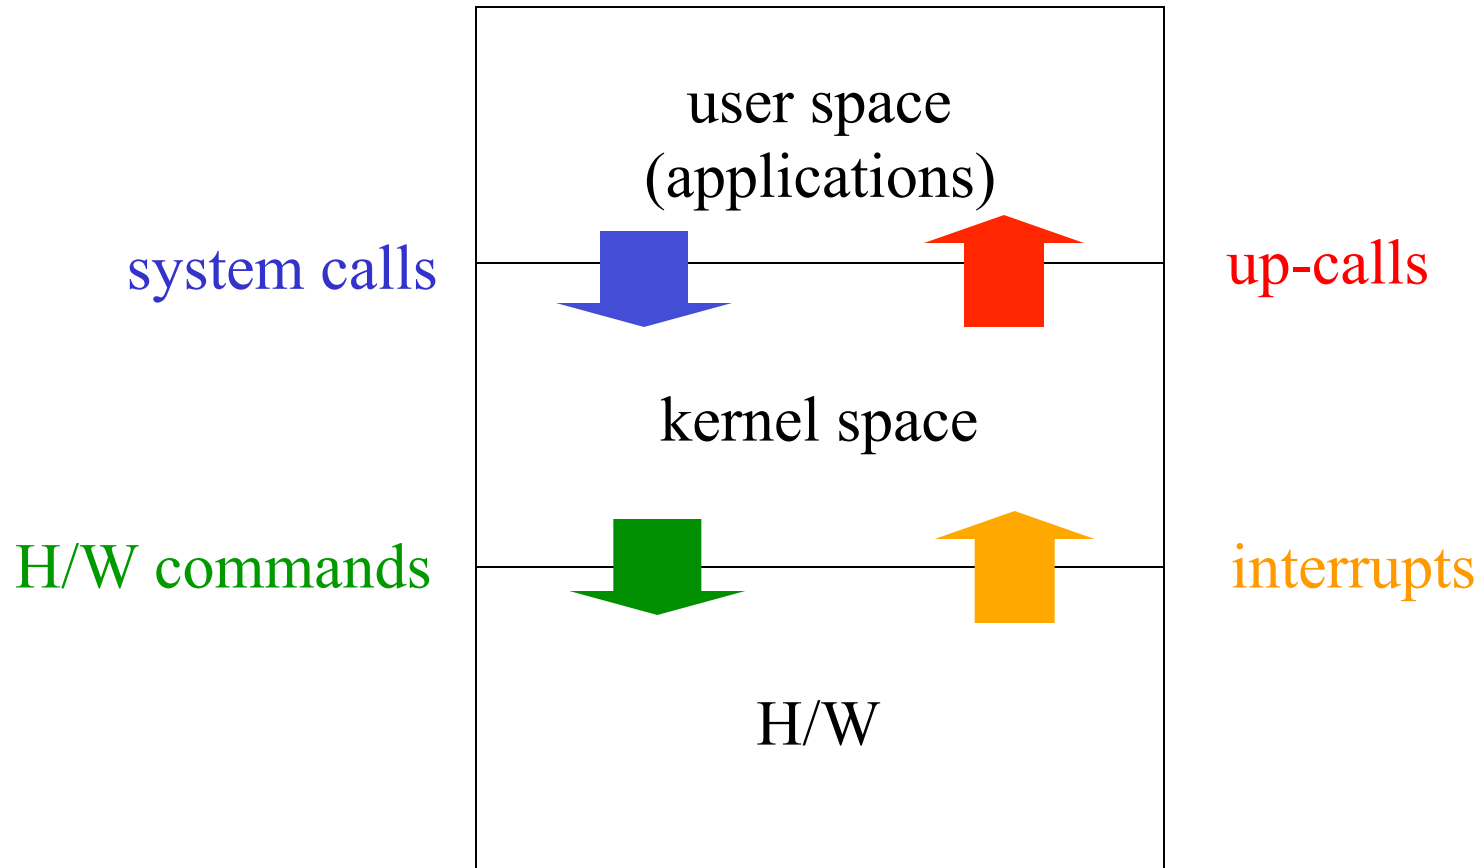 user space
(applications)
system calls
up-calls
kernel space
H/W commands
interrupts
H/W